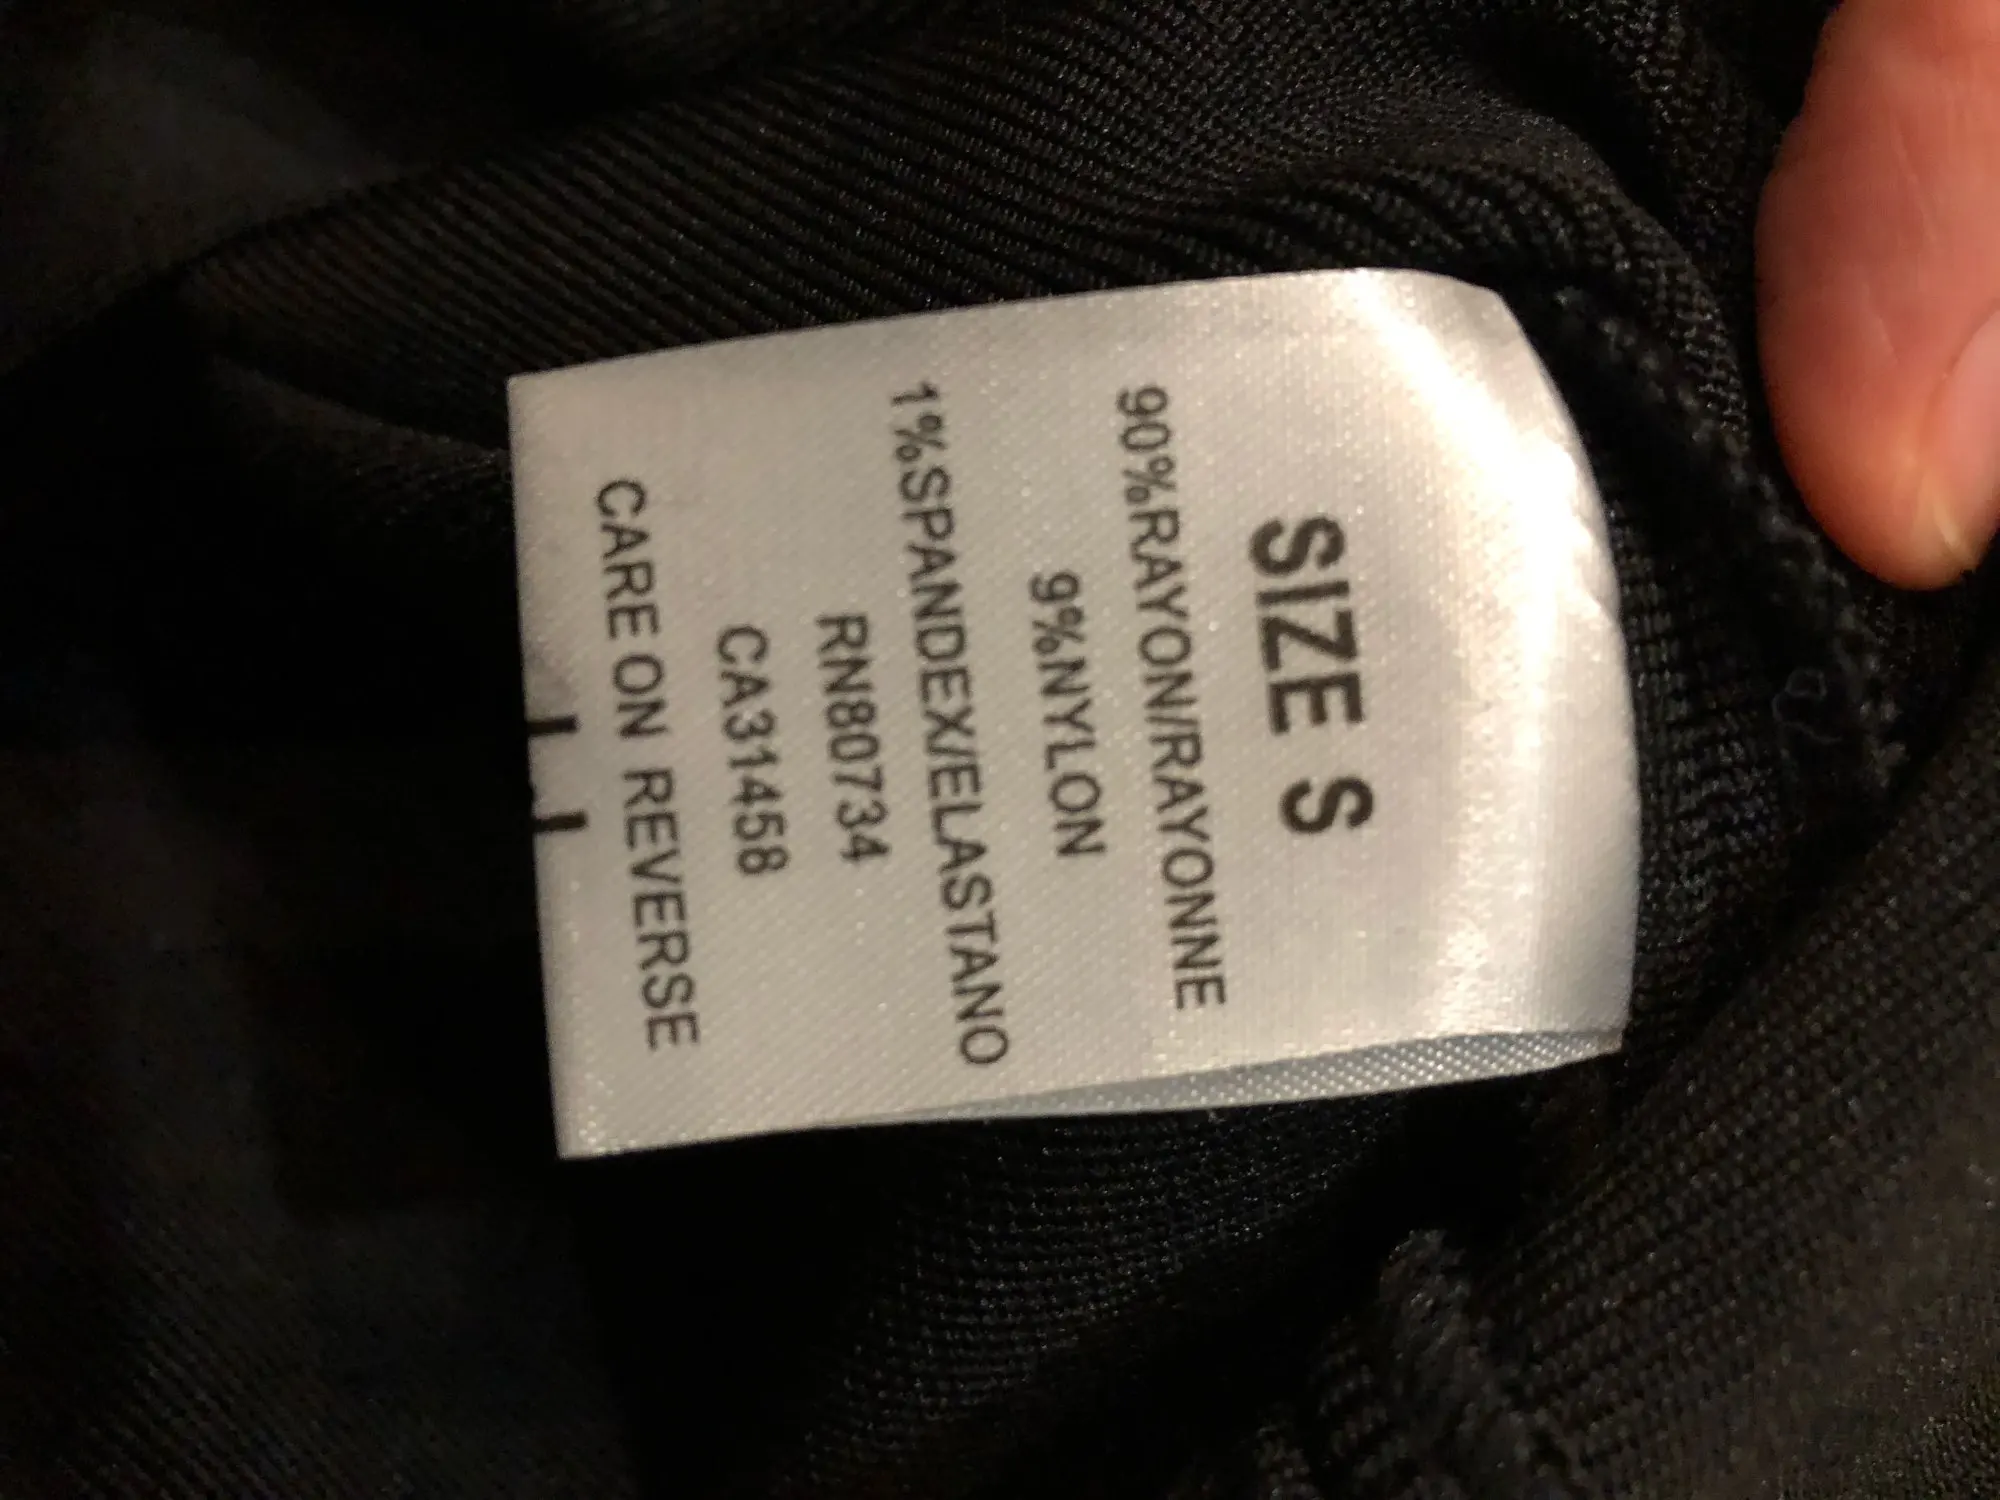 SIZE S
90%RAYON/RAYONNE
9%NYLON
1%SPANDEX/ELASTANO
RN80734
CA31458
CARE ON REVERSE